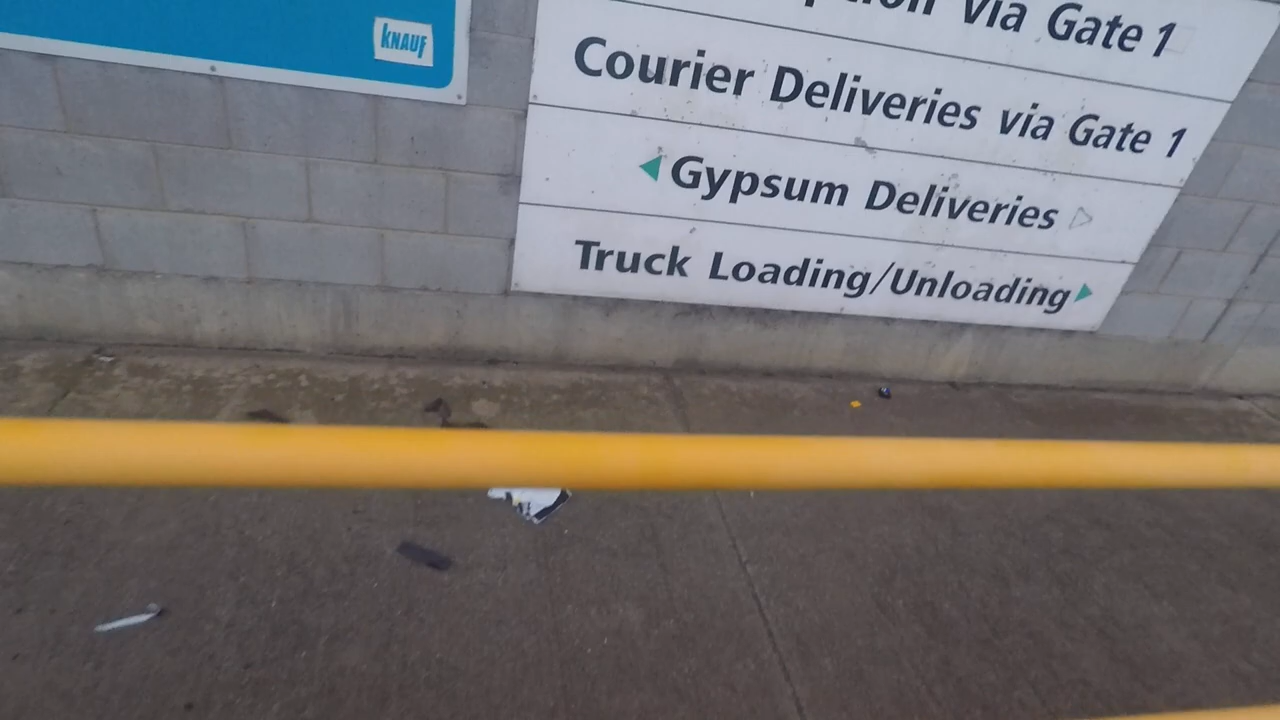 via Gate 1
Courier Deliveries via Gate 1
Gypsum Deliveries
Truck Loading/Unloading
KNAUF